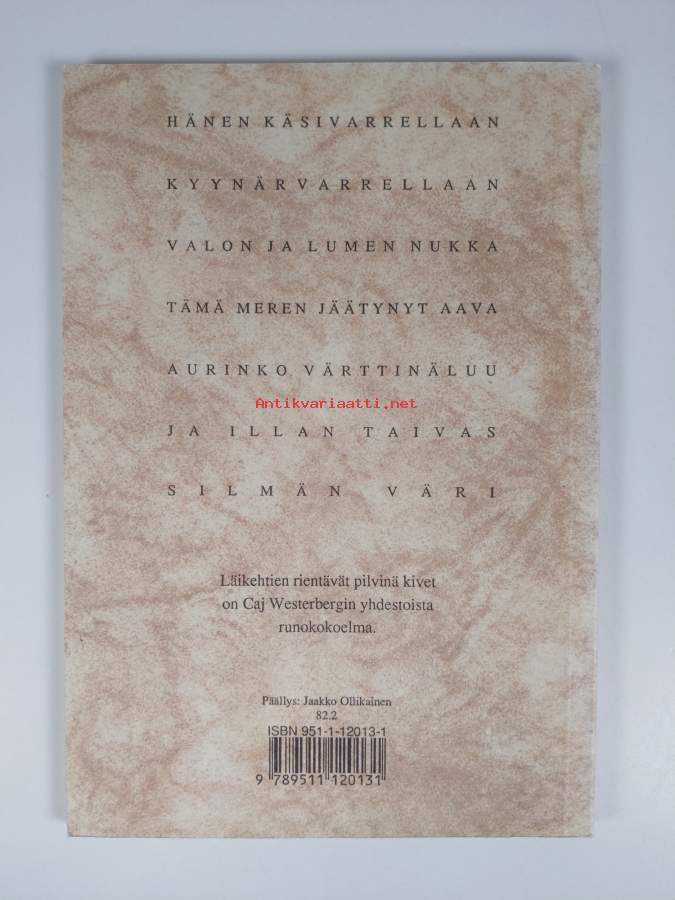 HÄNEN KÄSIVARRELLAAN
KYYNÄRVARRELLAAN
VALON JA LUMEN NUKKA
TÄMÄ MEREN JÄÄTYNYT AAVA
AURINKO VÄRTTINÄLUU
Antikvariaatti.net
JA ILLAN TAIVAS
SILMÄN VÄRI
Läikehtien rientävät pilvinä kivet
on Caj Westerbergin yhdestoista
runokokoelma.
Päällys: Jaakko Ollikainen
82.2
ISBN 951-1-12013-1
9 789511 120131